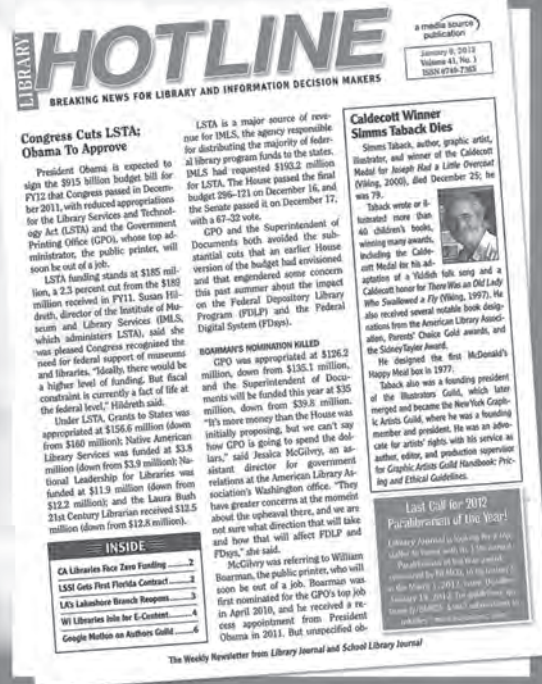 LIBRARY
HOTLINE
a media source
publication
January 9, 2012
Volume 41, No. 1
ISSN 0740-736X
BREAKING NEWS FOR LIBRARY AND INFORMATION DECISION MAKERS
Congress Cuts LSTA;
Obama To Approve
President Obama is expected to
sign the $915 billion budget bill for
FY12 that Congress passed in Decem-
ber 2011, with reduced appropriations
for the Library Services and Technol-
ogy Act (LSTA) and the Government
Printing Office (GPO), whose top ad-
ministrator, the public printer, will
soon be out of a job.
LSTA funding stands at $185 mil-
lion, a 2.3 percent cut from the $189
million received in FY11. Susan Hil-
dreth, director of the Institute of Mu-
seum and Library Services (IMLS,
which administers LSTA), said she
was pleased Congress recognized the
need for federal support of museums
and libraries. "Ideally, there would be
a higher level of funding. But fiscal
constraint is currently a fact of life at
the federal level," Hildreth said.
Under LSTA, Grants to States was
appropriated at $156.6 million (down
from $160 million); Native American
Library Services was funded at $3.8
million (down from $3.9 million); Na-
tional Leadership for Libraries was
funded at $11.9 million (down from
$12.2 million); and the Laura Bush
21st Century Librarian received $12.5
million (down from $12.8 million).
INSIDE
CA Libraries Face Zero Funding 2
LSSI Gets First Florida Contract 2
LA's Lakeshore Branch Reopens 3
WI Libraries Join for E-Content 4
Google Motion on Authors Guild 6
LSTA is a major source of reve-
nue for IMLS, the agency responsible
for distributing the majority of feder-
al library program funds to the states.
IMLS had requested $193.2 million
for LSTA. The House passed the final
budget 296–121 on December 16, and
the Senate passed it on December 17,
with a 67–32 vote.
GPO and the Superintendent of
Documents both avoided the sub-
stantial cuts that an earlier House
version of the budget had envisioned
and that engendered some concern
this past summer about the impact
on the Federal Depository Library
Program (FDLP) and the Federal
Digital System (FDsys).
BOARMAN'S NOMINATION KILLED
GPO was appropriated at $126.2
million, down from $135.1 million,
and the Superintendent of Docu-
ments will be funded this year at $35
million, down from $39.8 million.
"It's more money than the House was
initially proposing, but we can't say
how GPO is going to spend the dol-
lars," said Jessica McGilvray, an as-
sistant director for government
relations at the American Library As-
sociation's Washington office. "They
have greater concerns at the moment
about the upheaval there, and we are
not sure what direction that will take
and how that will affect FDLP and
FDsys," she said.
McGilvray was referring to William
Boarman, the public printer, who will
soon be out of a job. Boarman was
first nominated for the GPO's top job
in April 2010, and he received a re-
cess appointment from President
Obama in 2011. But unspecified ob-
Caldecott Winner
Simms Taback Dies
Simms Taback, author, graphic artist,
illustrator, and winner of the Caldecott
Medal for Joseph Had a Little Overcoat
(Viking, 2000), died December 25; he
was 79.
Taback wrote or il-
lustrated more than
40 children's books,
winning many awards,
including the Calde-
cott Medal for his ad-
aptation of a Yiddish folk song and a
Caldecott honor for There Was an Old Lady
Who Swallowed a Fly (Viking, 1997). He
also received several notable book desig-
nations from the American Library Associ-
ation, Parents' Choice Gold awards, and
the Sydney Taylor Award.
He designed the first McDonald's
Happy Meal box in 1977.
Taback also was a founding president
of the Illustrators Guild, which later
merged and became the New York Graph-
ic Artists Guild, where he was a founding
member and president. He was an advo-
cate for artists' rights with his service as
author, editor, and production supervisor
for Graphic Artists Guild Handbook: Pric-
ing and Ethical Guidelines.
Last Call for 2012
Paralibrarian of the Year!
The Weekly Newsletter from Library Journal and School Library Journal